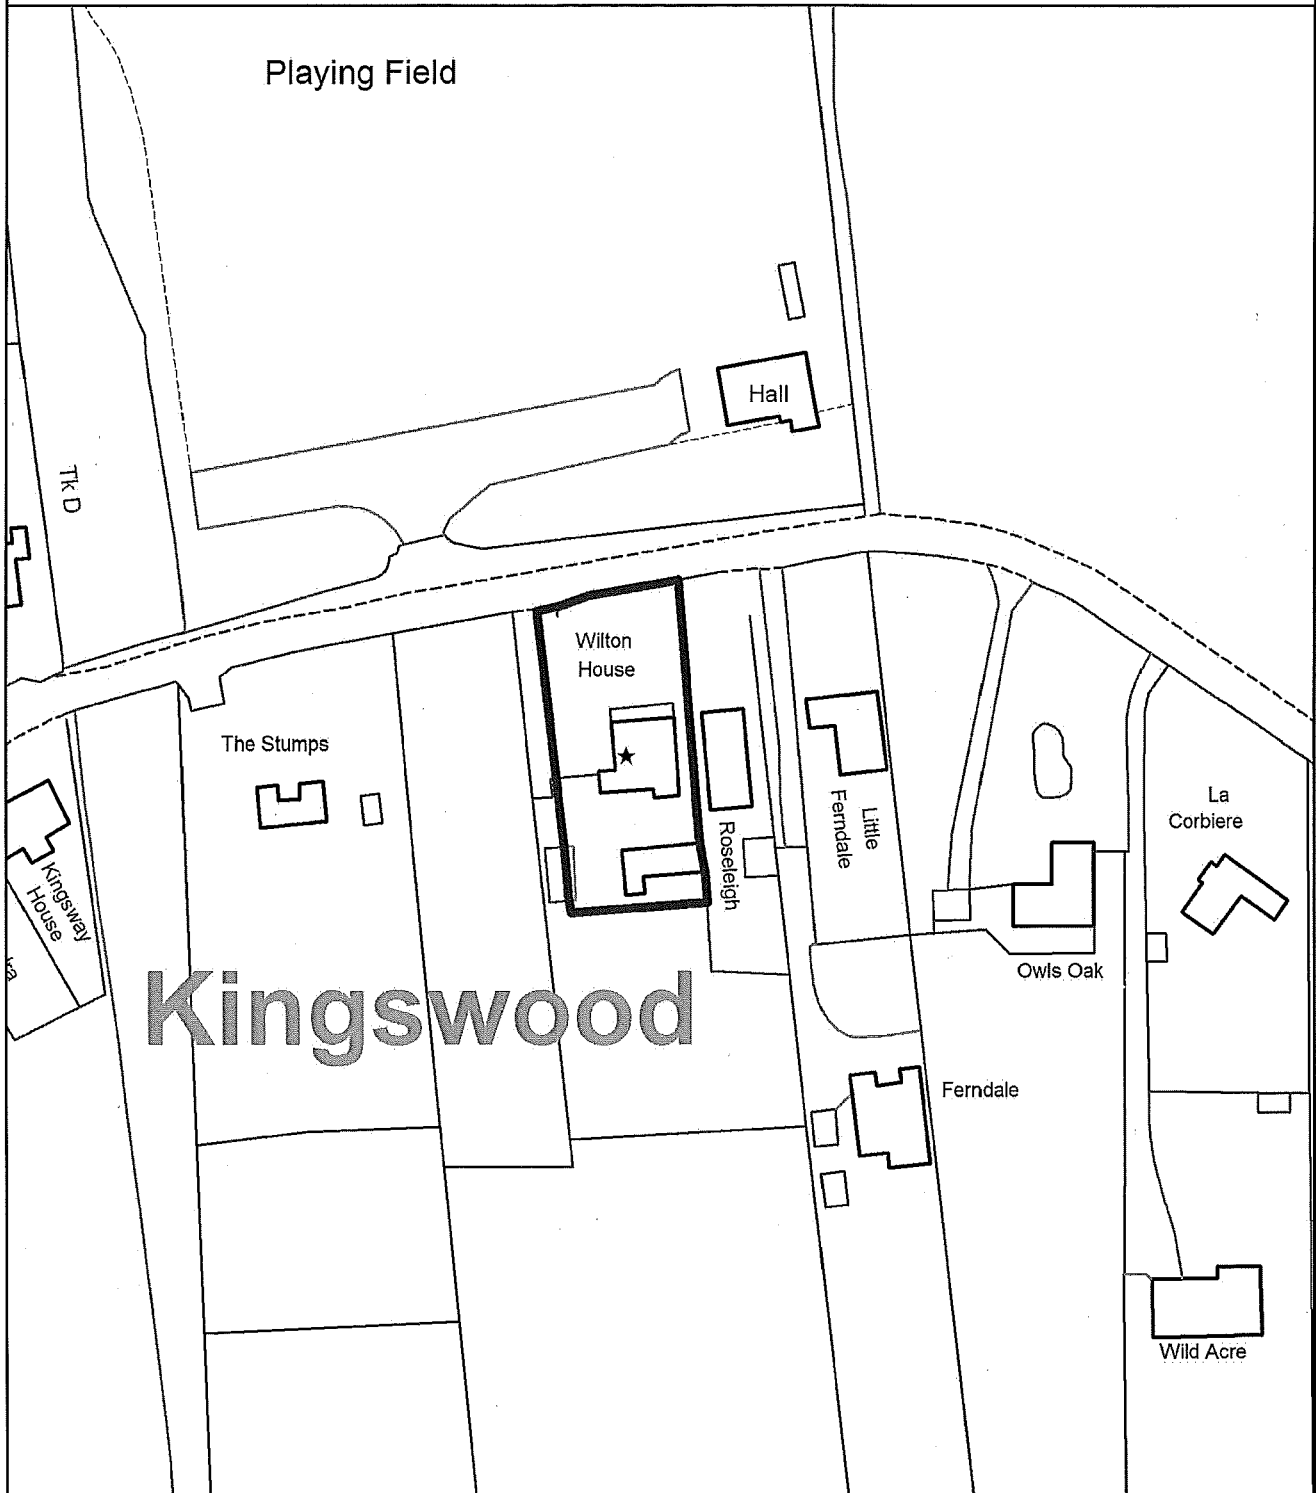 Playing Field
Hall
Tk D
Wilton
House
The Stumps
Little
Ferndale
La
Corbiere
Roseleigh
Kingsway
House
Owls Oak
Kingswood
Ferndale
Wild Acre